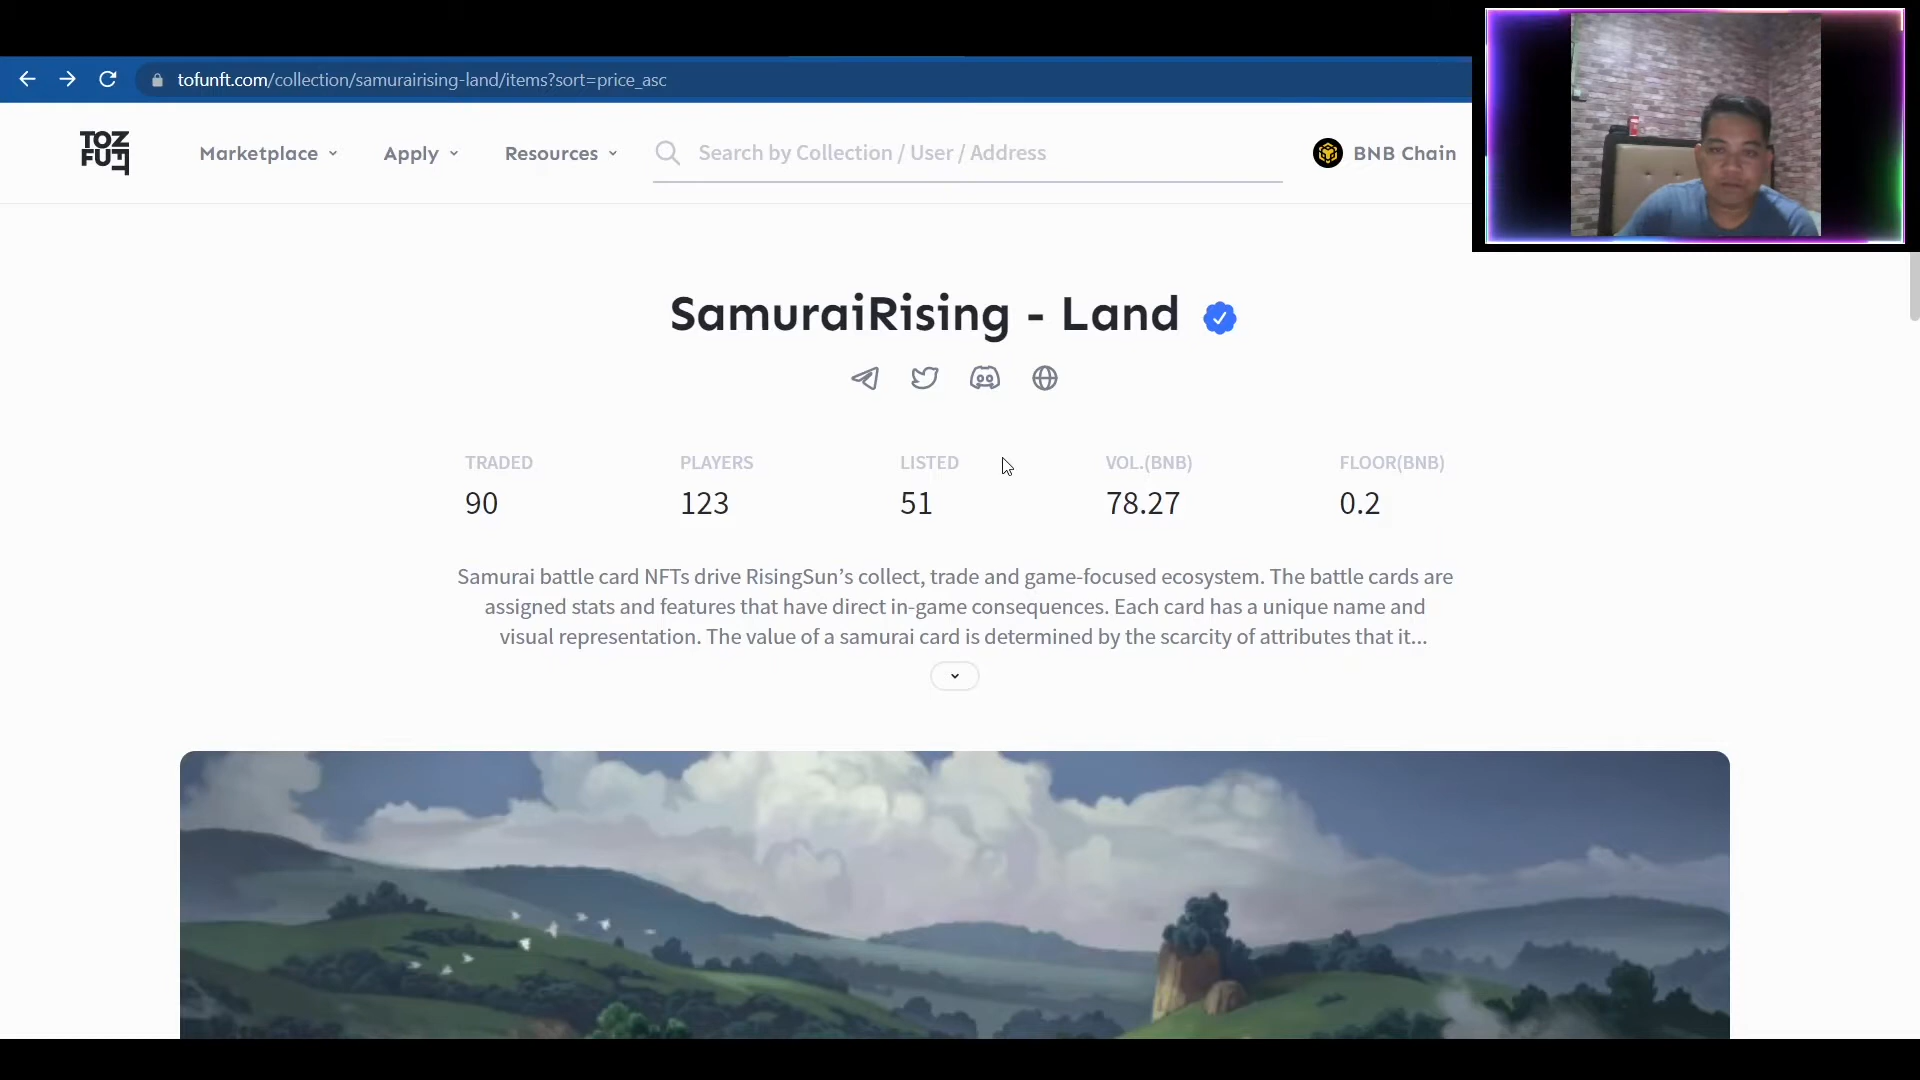 tofunft.com/collection/samurairising-land/items?sort=price_asc
TOZ
FUFT
Marketplace
Apply
Resources
Search by Collection / User / Address
BNB Chain
SamuraiRising - Land
TRADED
PLAYERS
LISTED
VOL.(BNB)
FLOOR(BNB)
90
123
51
78.27
0.2
Samurai battle card NFTs drive RisingSun’s collect, trade and game-focused ecosystem. The battle cards are
assigned stats and features that have direct in-game consequences. Each card has a unique name and
visual representation. The value of a samurai card is determined by the scarcity of attributes that it...